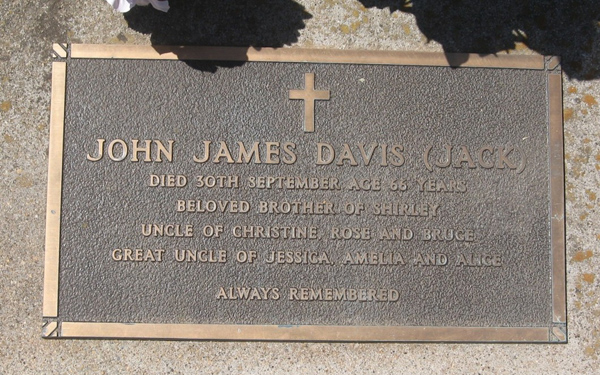 JOHN JAMES DAVIS (JACK)
DIED 30TH SEPTEMBER AGE 66 YEARS
BELOVED BROTHER OF SHIRLEY
UNCLE OF CHRISTINE, ROSE AND BRUCE
GREAT UNCLE OF JESSICA, AMELIA AND ALICE
ALWAYS REMEMBERED